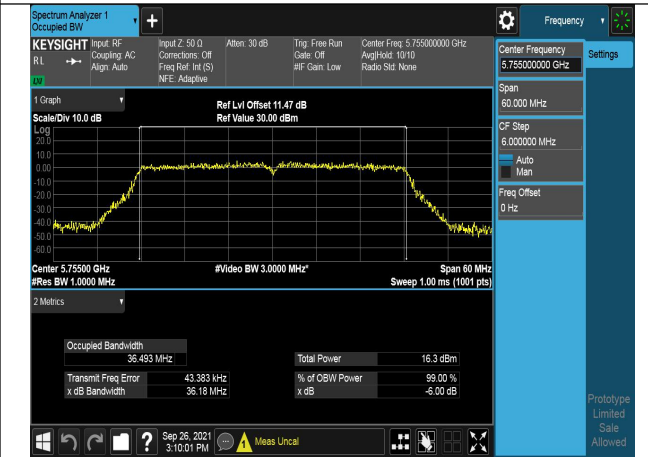 Spectrum Analyzer 1
Occupied BW
+
Frequency
KEYSIGHT
RL
Input: RF
Coupling: AC
Align: Auto
Input Z: 50 Ω
Corrections: Off
Freq Ref: Int (S)
NFE: Adaptive
Atten: 30 dB
Trig: Free Run
Gate: Off
#IF Gain: Low
Center Freq: 5.755000000 GHz
Avg|Hold: 10/10
Radio Std: None
Center Frequency
5.755000000 GHz
Settings
Span
60.000 MHz
CF Step
6.000000 MHz
Auto
Man
Freq Offset
0 Hz
1 Graph
Scale/Div 10.0 dB
Ref Lvl Offset 11.47 dB
Ref Value 30.00 dBm
Log
20.0
10.0
0.00
-10.0
-20.0
-30.0
-40.0
-50.0
-60.0
Center 5.75500 GHz
#Res BW 1.0000 MHz
#Video BW 3.0000 MHz*
Span 60 MHz
Sweep 1.00 ms (1001 pts)
2 Metrics
Occupied Bandwidth
36.493 MHz
Transmit Freq Error 43.383 kHz
x dB Bandwidth 36.18 MHz
Total Power 16.3 dBm
% of OBW Power 99.00 %
x dB -6.00 dB
Prototype
Limited
Sale
Allowed
?
Sep 26, 2021
3:10:01 PM
Meas Uncal